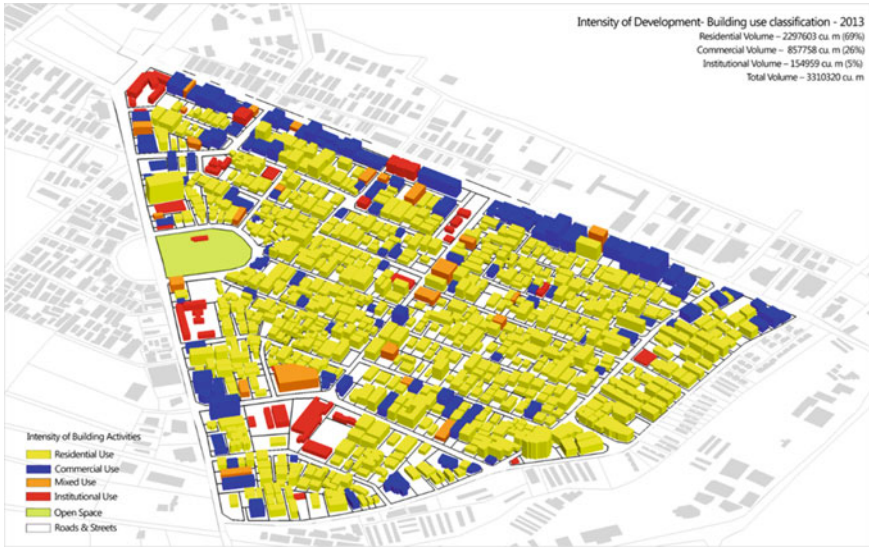 Intensity of Development- Building use classification - 2013
Residential Volume – 2297603 cu. m (69%)
Commercial Volume – 857758 cu. m (26%)
Institutional Volume – 154959 cu. m (5%)
Total Volume – 3310320 cu. m
Intensity of Building Activities
Residential Use
Commercial Use
Mixed Use
Institutional Use
Open Space
Roads & Streets